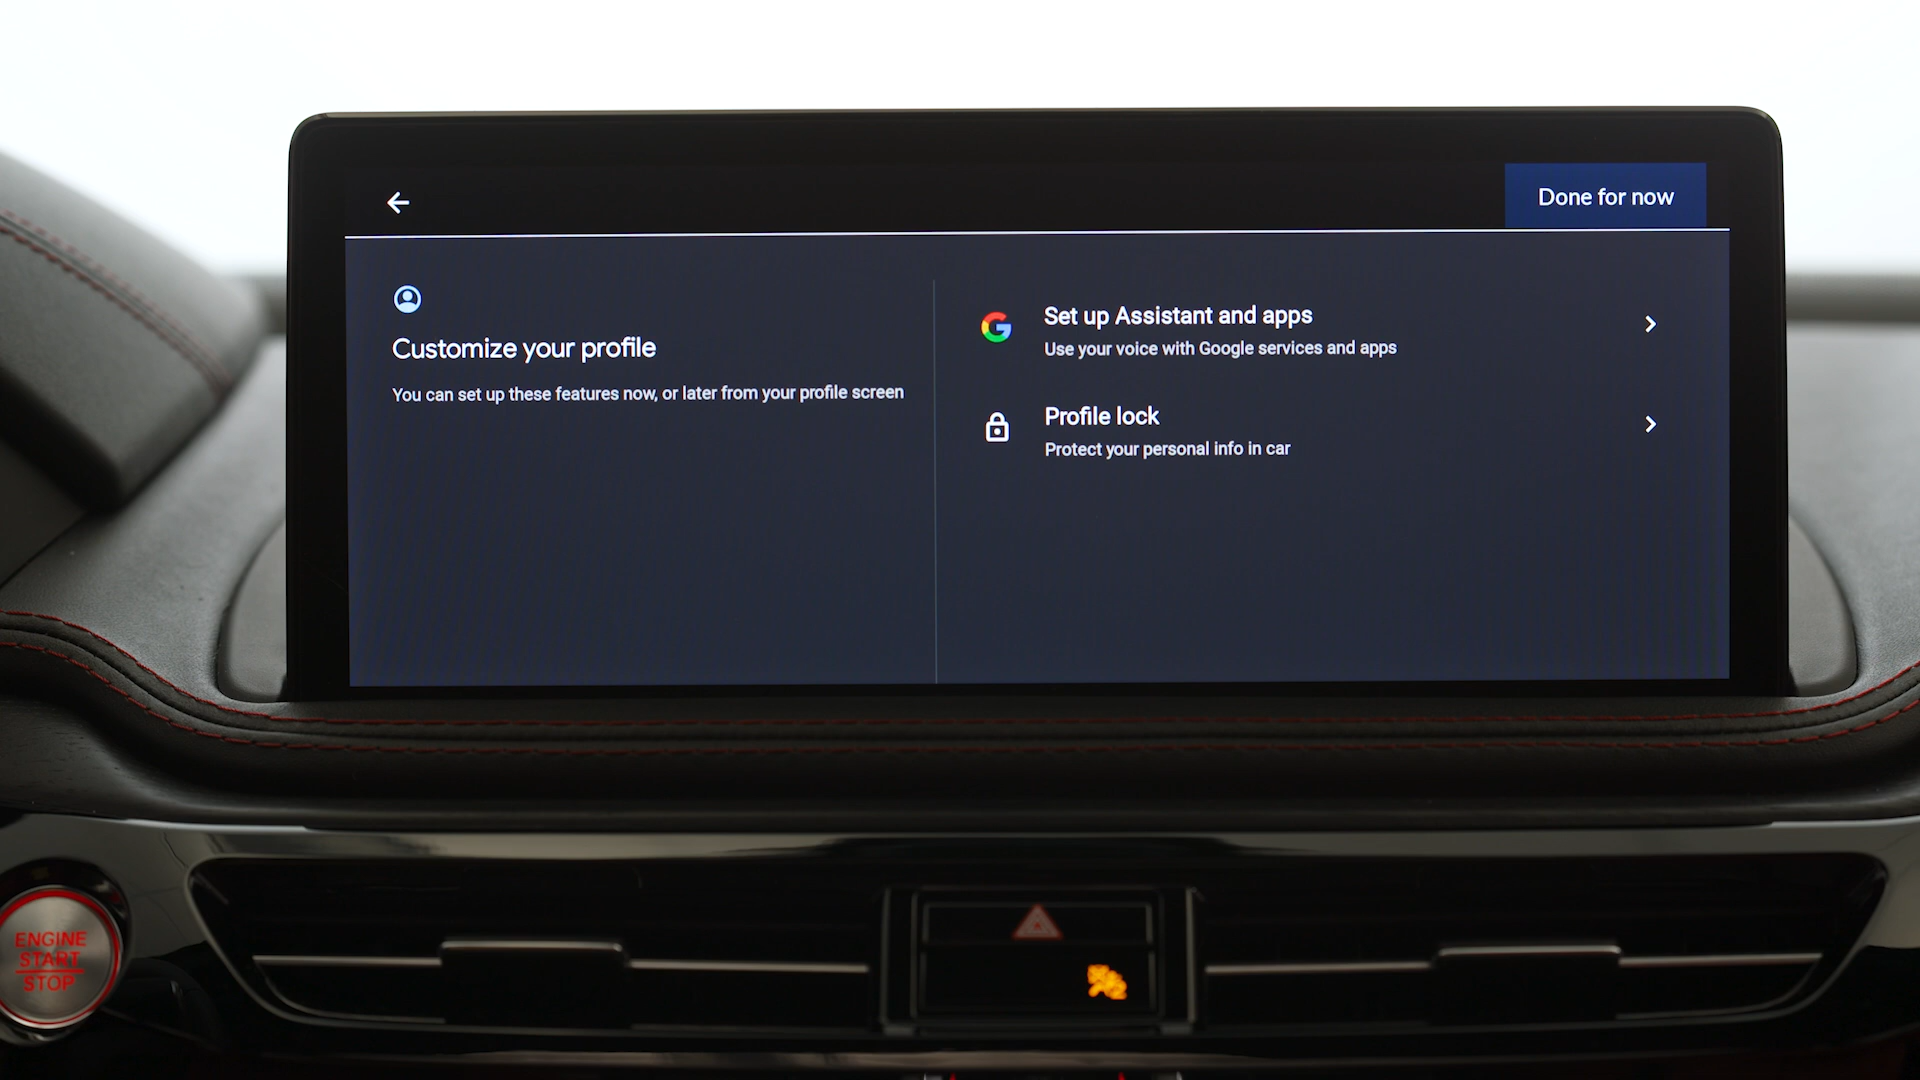 Done for now
Customize your profile
You can set up these features now, or later from your profile screen
Set up Assistant and apps
Use your voice with Google services and apps
Profile lock
Protect your personal info in car
ENGINE
START
STOP